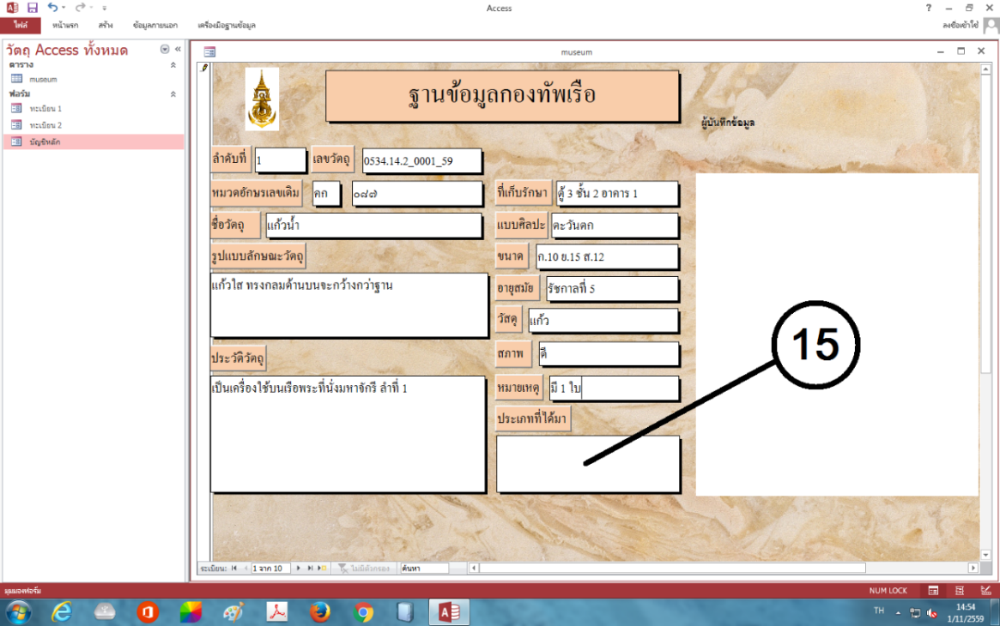 Access
ไฟล์ หน้าแรก สร้าง ข้อมูลภายนอก เครื่องมือฐานข้อมูล
ลงชื่อเข้าใช้
วัตถุ Access ทั้งหมด
ตาราง
museum
ฟอร์ม
ทะเบียน 1
ทะเบียน 2
บัญชีหลัก
museum
ฐานข้อมูลกองทัพเรือ
ผู้บันทึกข้อมูล
ลำดับที่ 1 เลขวัตถุ 0534.14.2_0001_59
หมวดอักษรเลขเดิม คก ๐๘๗ ที่เก็บรักษา ตู้ 3 ชั้น 2 อาคาร 1
ชื่อวัตถุ แก้วน้ำ แบบศิลปะ ตะวันตก
รูปแบบลักษณะวัตถุ ขนาด ก.10 ย.15 ส.12
แก้วใส ทรงกลมด้านบนจะกว้างกว่าฐาน อายุสมัย รัชกาลที่ 5
วัสดุ แก้ว
15
ประวัติวัตถุ สภาพ ดี
เป็นเครื่องใช้บนเรือพระที่นั่งมหาจักรี ลำที่ 1 หมายเหตุ มี 1 ใบ
ประเภทที่ได้มา
ระเบียน: 1 จาก 10 ไม่มีตัวกรอง ค้นหา
มุมมองฟอร์ม NUM LOCK
TH 14:54
1/11/2559